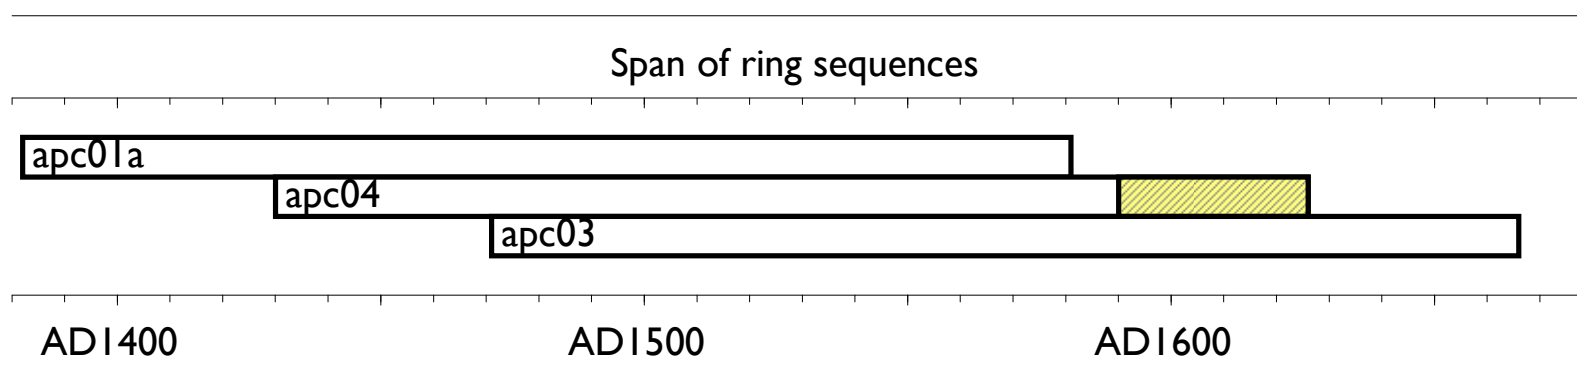 Span of ring sequences
apc01a
apc04
apc03
AD1400 AD1500 AD1600